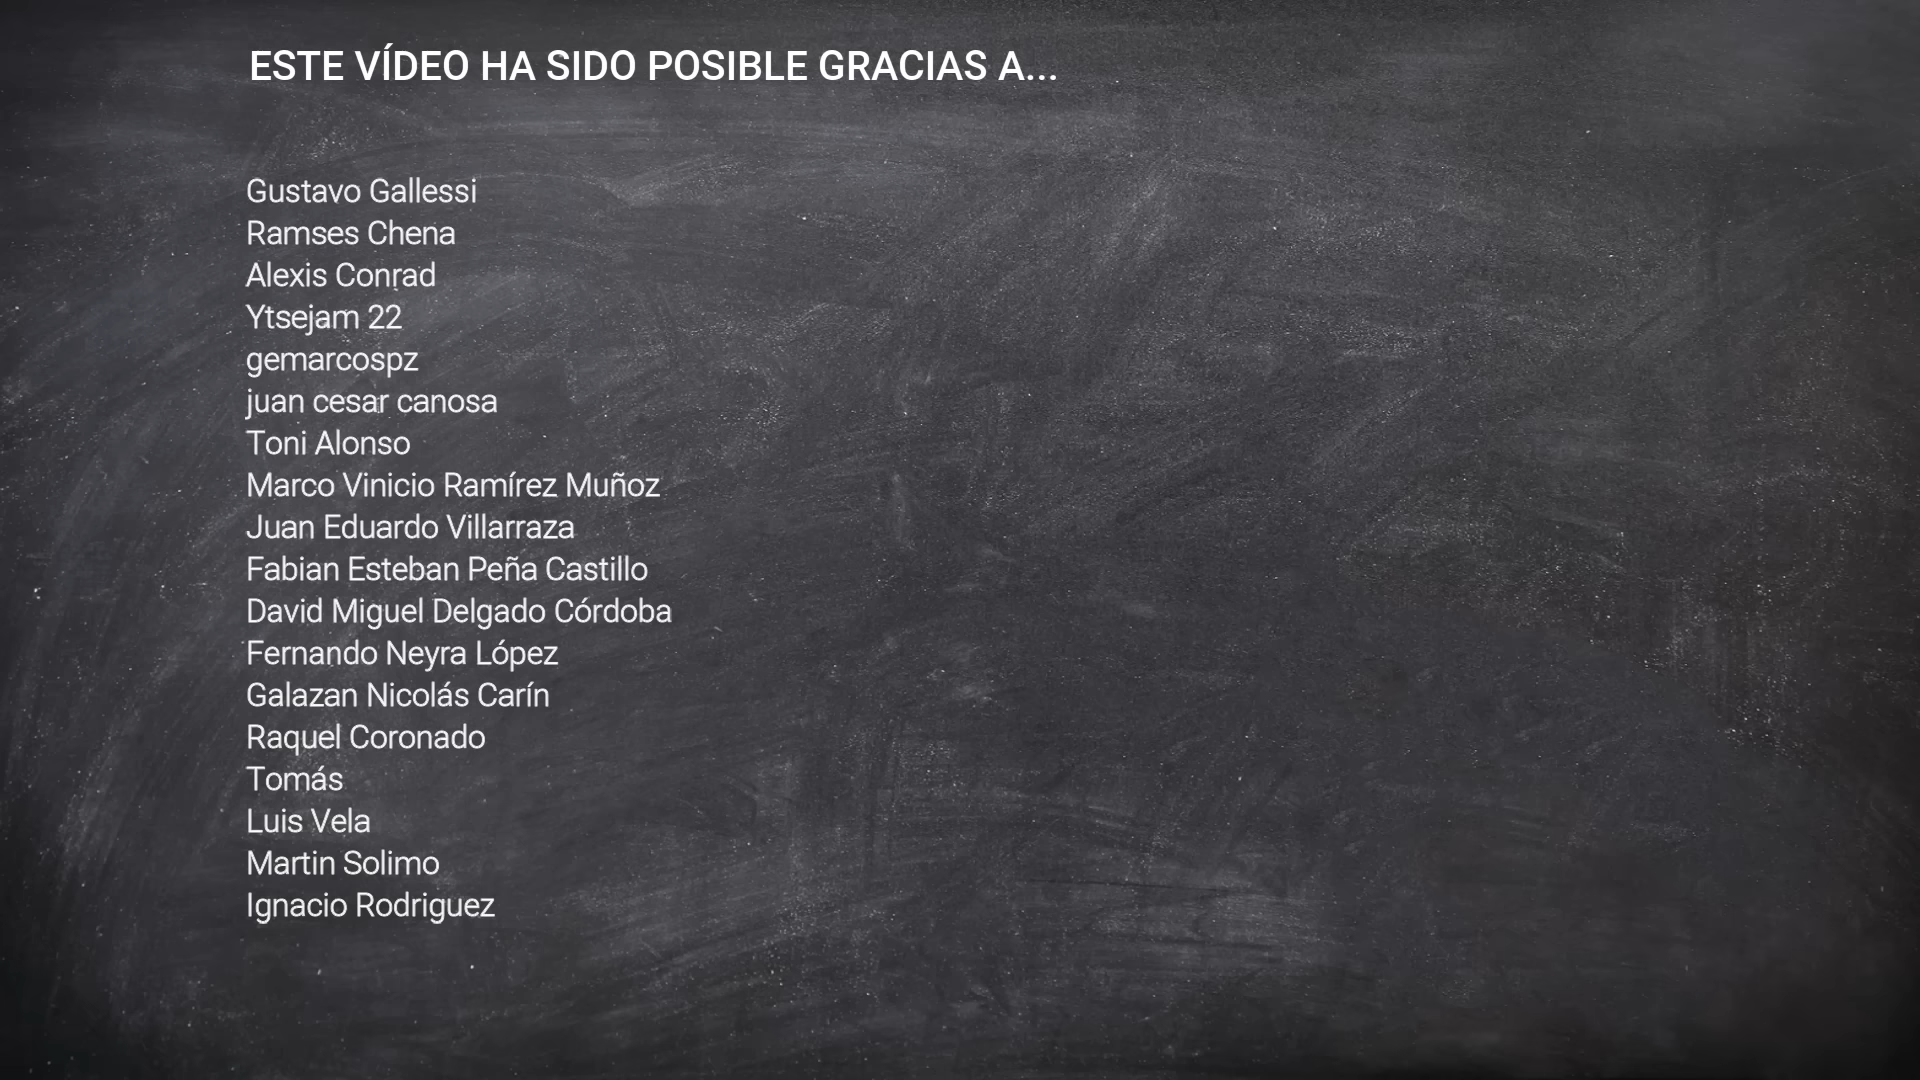 ESTE VÍDEO HA SIDO POSIBLE GRACIAS A...
Gustavo Gallessi
Ramses Chena
Alexis Conrad
Ytsejam 22
gemarcospz
juan cesar canosa
Toni Alonso
Marco Vinicio Ramírez Muñoz
Juan Eduardo Villarraza
Fabian Esteban Peña Castillo
David Miguel Delgado Córdoba
Fernando Neyra López
Galazan Nicolás Carín
Raquel Coronado
Tomás
Luis Vela
Martin Solimo
Ignacio Rodriguez